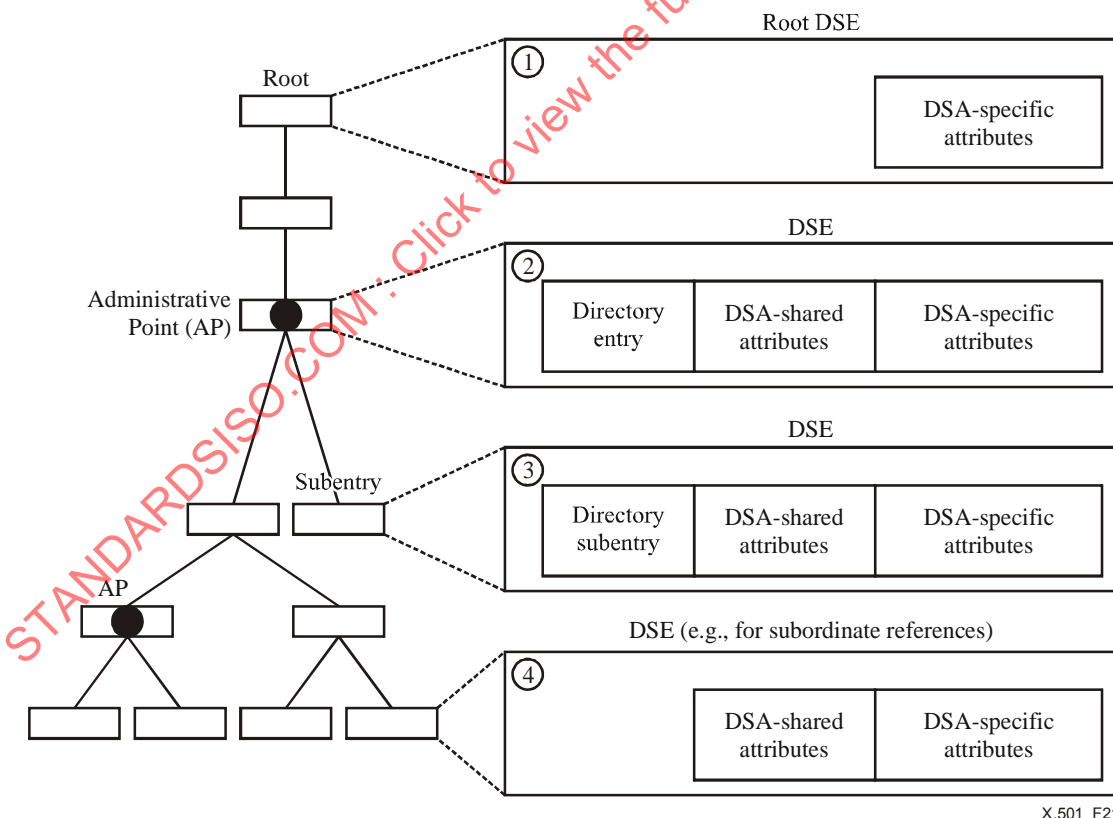 Root DSE
Root
1
DSA-specific
attributes
DSE
Administrative
Point (AP)
2
Directory
entry
DSA-shared
attributes
DSA-specific
attributes
DSE
Subentry
3
Directory
subentry
DSA-shared
attributes
DSA-specific
attributes
AP
DSE (e.g., for subordinate references)
4
DSA-shared
attributes
DSA-specific
attributes
STANDARDSISO.COM : Click to view the